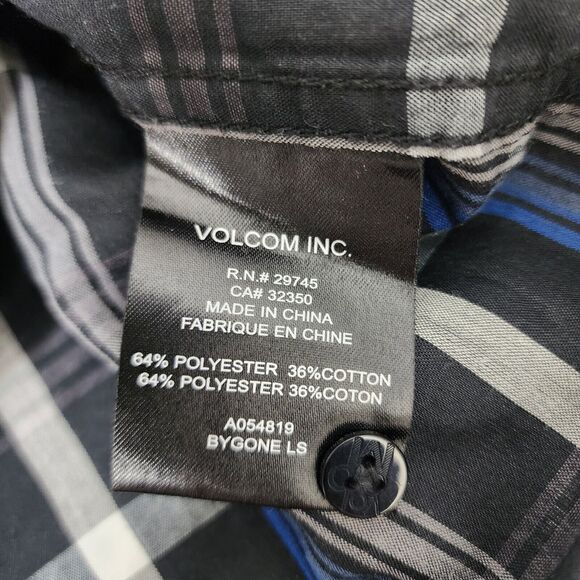 VOLCOM INC.
R.N.# 29745
CA# 32350
MADE IN CHINA
FABRIQUE EN CHINE
64% POLYESTER 36%COTTON
64% POLYESTER 36%COTON
A054819
BYGONE LS